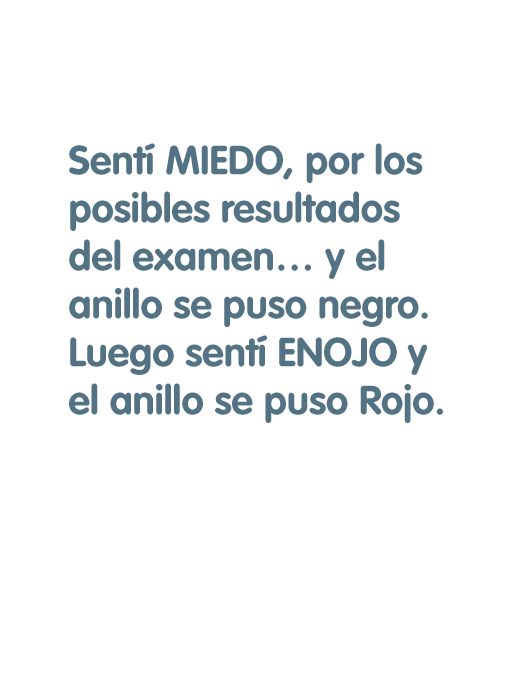 Sentí MIEDO, por los
posibles resultados
del examen... y el
anillo se puso negro.
Luego sentí ENOJO y
el anillo se puso Rojo.